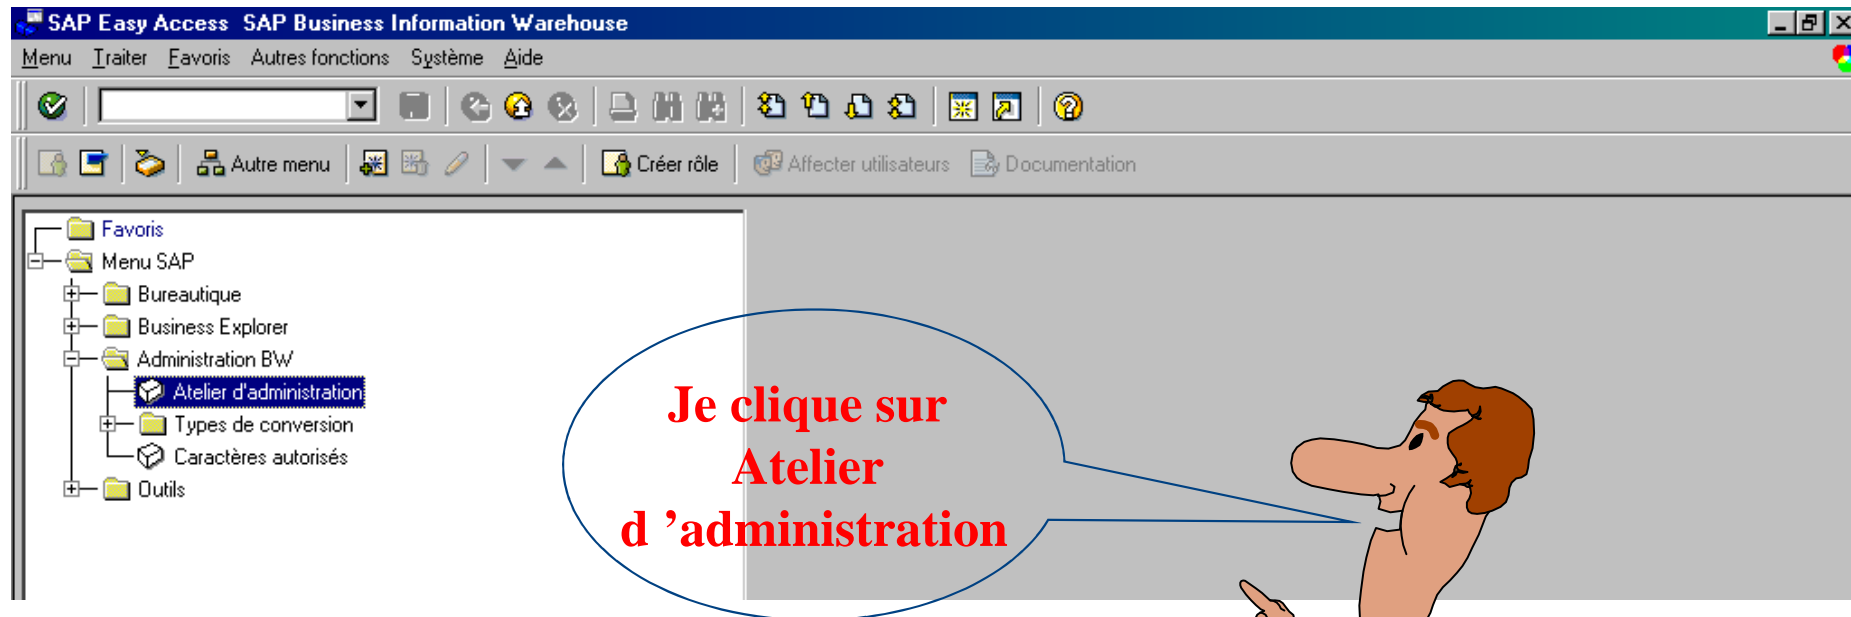 SAP Easy Access  SAP Business Information Warehouse
Menu Traiter Favoris Autres fonctions Système Aide
Autre menu Créer rôle Affecter utilisateurs Documentation
Favoris
Menu SAP
Bureautique
Business Explorer
Administration BW
Atelier d'administration
Types de conversion
Caractères autorisés
Outils
Je clique sur
Atelier
d ’administration